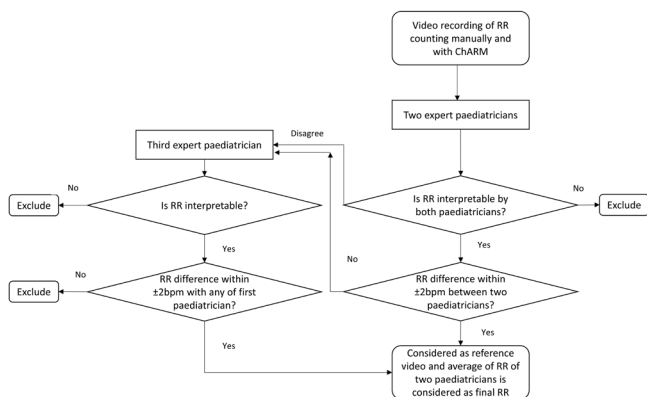 Video recording of RR
counting manually and
with ChARM
Two expert paediatricians
Disagree
Third expert paediatrician
No
Exclude
Is RR interpretable?
Is RR interpretable by
both paediatricians?
No
Exclude
Yes
Yes
No
Exclude
RR difference within
±2bpm with any of first
paediatrician?
No
RR difference within
±2bpm between two
paediatricians?
Yes
Yes
Considered as reference
video and average of RR of
two paediatricians is
considered as final RR